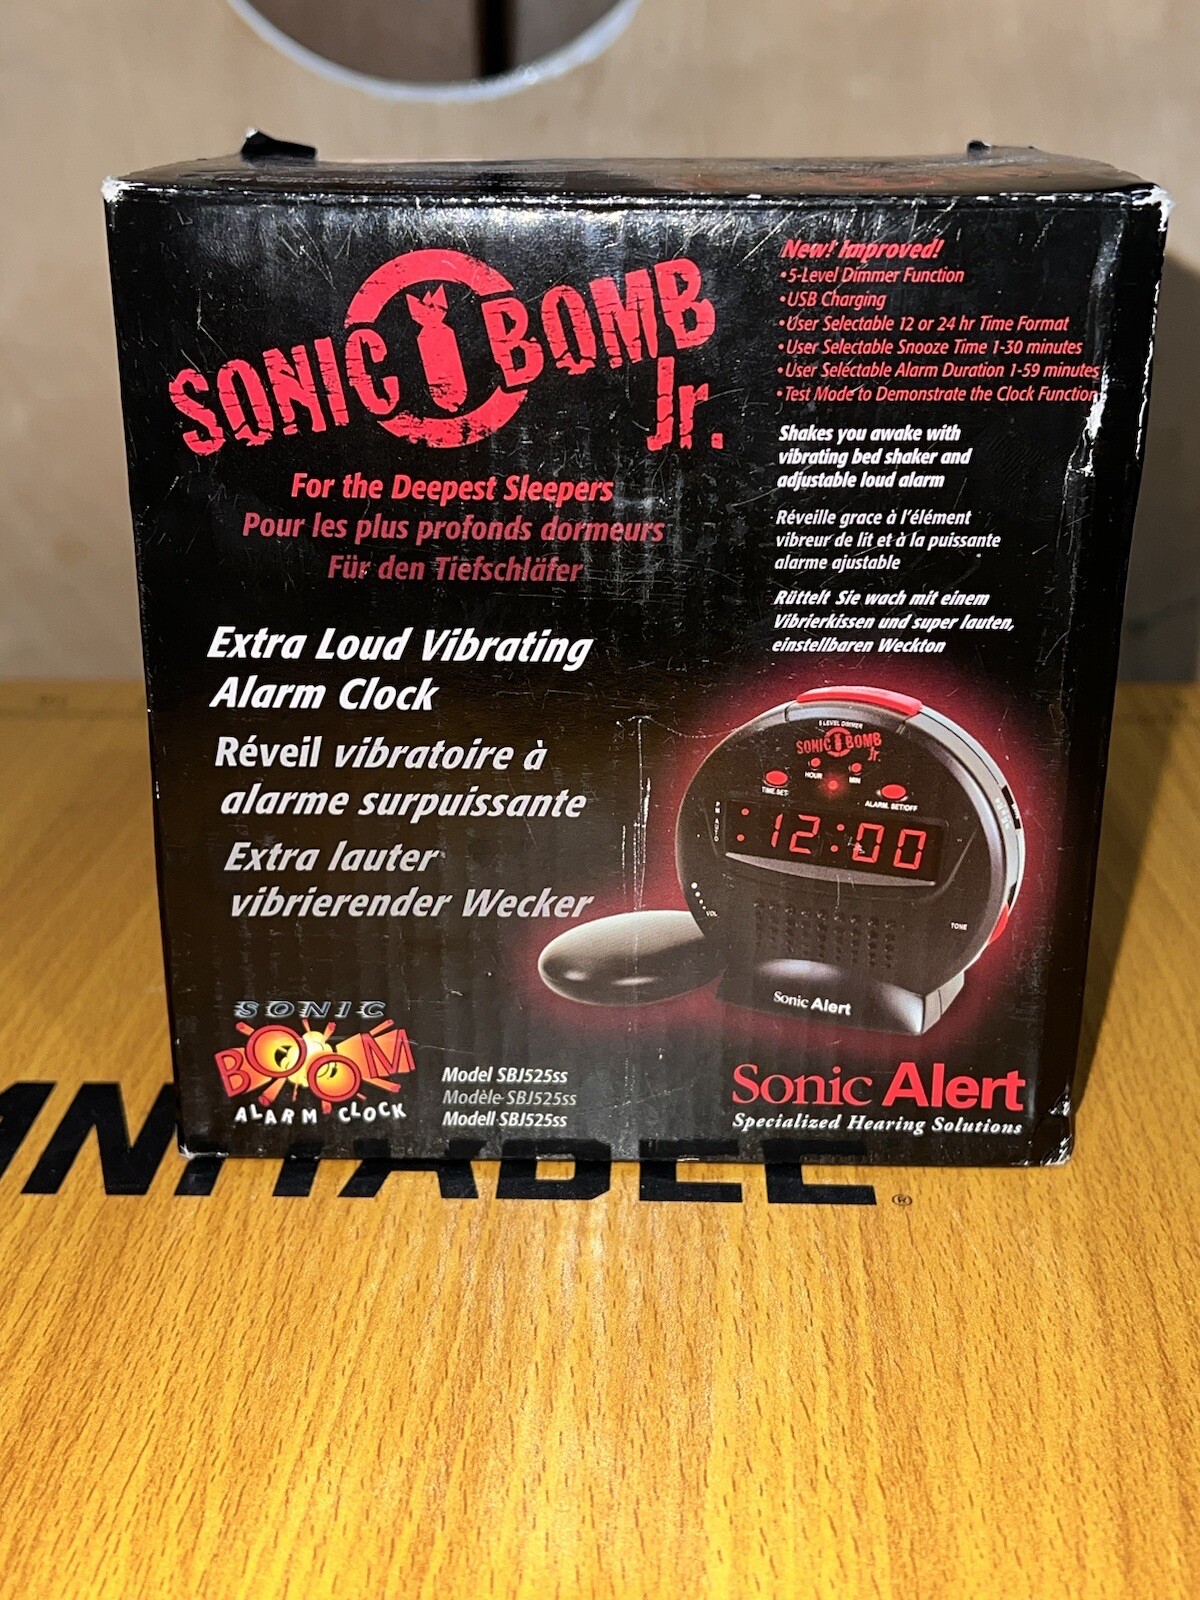 SONIC BOMB
Jr.
For the Deepest Sleepers
Pour les plus profonds dormeurs
Für den Tiefschläfer
Extra Loud Vibrating
Alarm Clock
Réveil vibratoire à
alarme surpuissante
Extra lauter
vibrierender Wecker
New! Improved!
•5-Level Dimmer Function
•USB Charging
•User Selectable 12 or 24 hr Time Format
•User Selectable Snooze Time 1-30 minutes
•User Selectable Alarm Duration 1-59 minutes
•Test Mode to Demonstrate the Clock Function
Shakes you awake with
vibrating bed shaker and
adjustable loud alarm
Réveille grace à l'élément
vibreur de lit et à la puissante
alarme ajustable
Rüttelt Sie wach mit einem
Vibrierkissen und super lauten,
einstellbaren Weckton
5 LEVEL DIMMER
SONIC BOMB
Jr.
HOUR MIN
TIME SET
ALARM SET/OFF
12:00
VOL
TONE
Sonic Alert
SONIC
BOOM
ALARM CLOCK
Model SBJ525ss
Modèle SBJ525ss
Modell SBJ525ss
Sonic Alert
Specialized Hearing Solutions
®